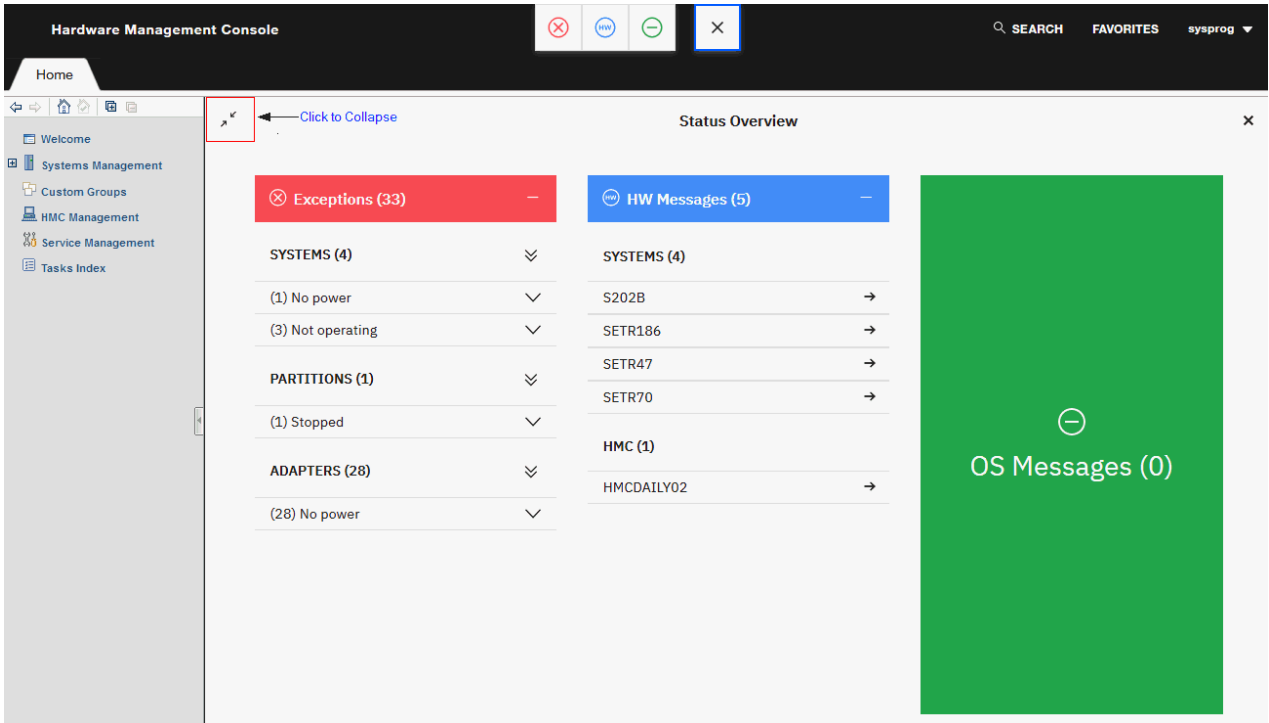 Hardware Management Console
HW
SEARCH
FAVORITES
sysprog
Home
Click to Collapse
Status Overview
Welcome
Systems Management
Custom Groups
HMC Management
Service Management
Tasks Index
Exceptions (33)
SYSTEMS (4)
(1) No power
(3) Not operating
PARTITIONS (1)
(1) Stopped
ADAPTERS (28)
(28) No power
HW HW Messages (5)
SYSTEMS (4)
S202B
SETR186
SETR47
SETR70
HMC (1)
HMCDAILY02
OS Messages (0)